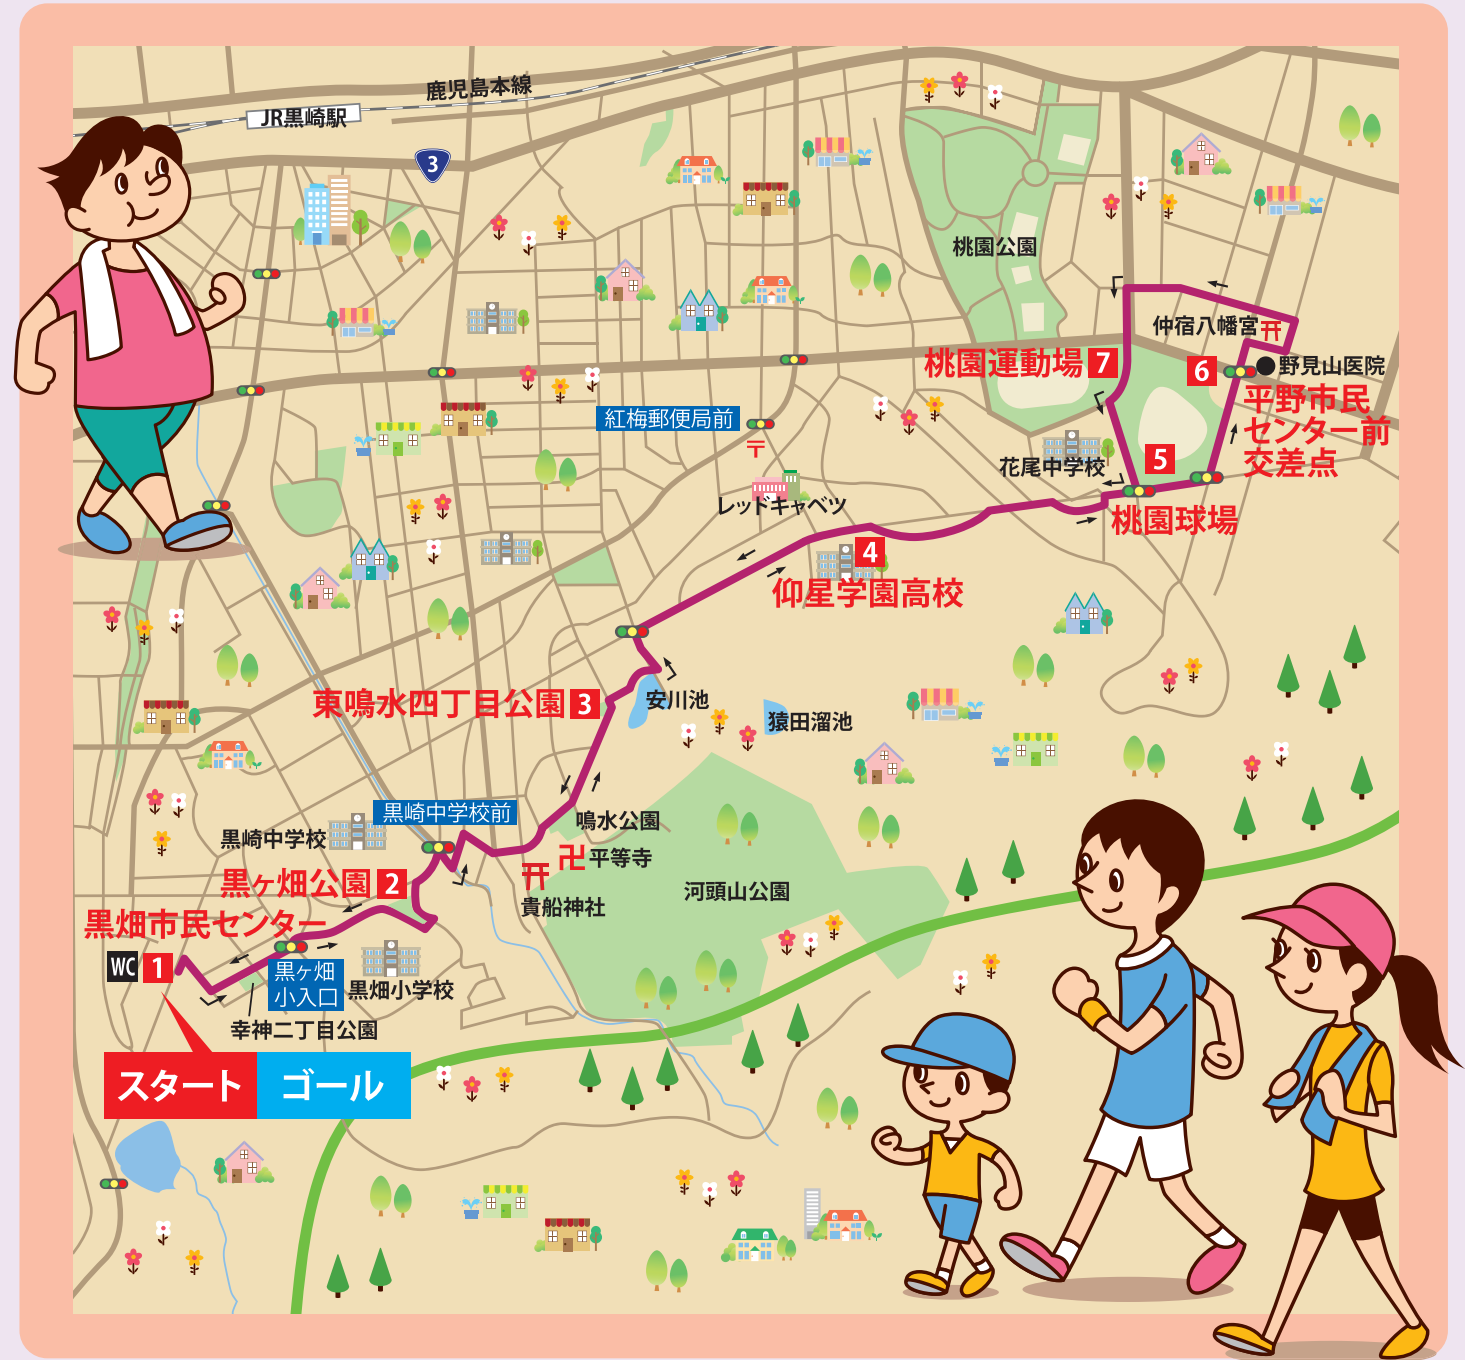 鹿児島本線
JR黒崎駅
3
桃園公園
仲宿八幡宮
野見山医院
桃園運動場 7
6
平野市民
センター前
交差点
紅梅郵便局前
花尾中学校
5
レッドキャベツ
桃園球場
4
仰星学園高校
東鳴水四丁目公園 3
安川池
猿田溜池
黒崎中学校前
黒崎中学校
鳴水公園
平等寺
黒ヶ畑公園 2
貴船神社
河頭山公園
黒畑市民センター
WC 1
黒ヶ畑
小入口
黒畑小学校
幸神二丁目公園
スタート ゴール